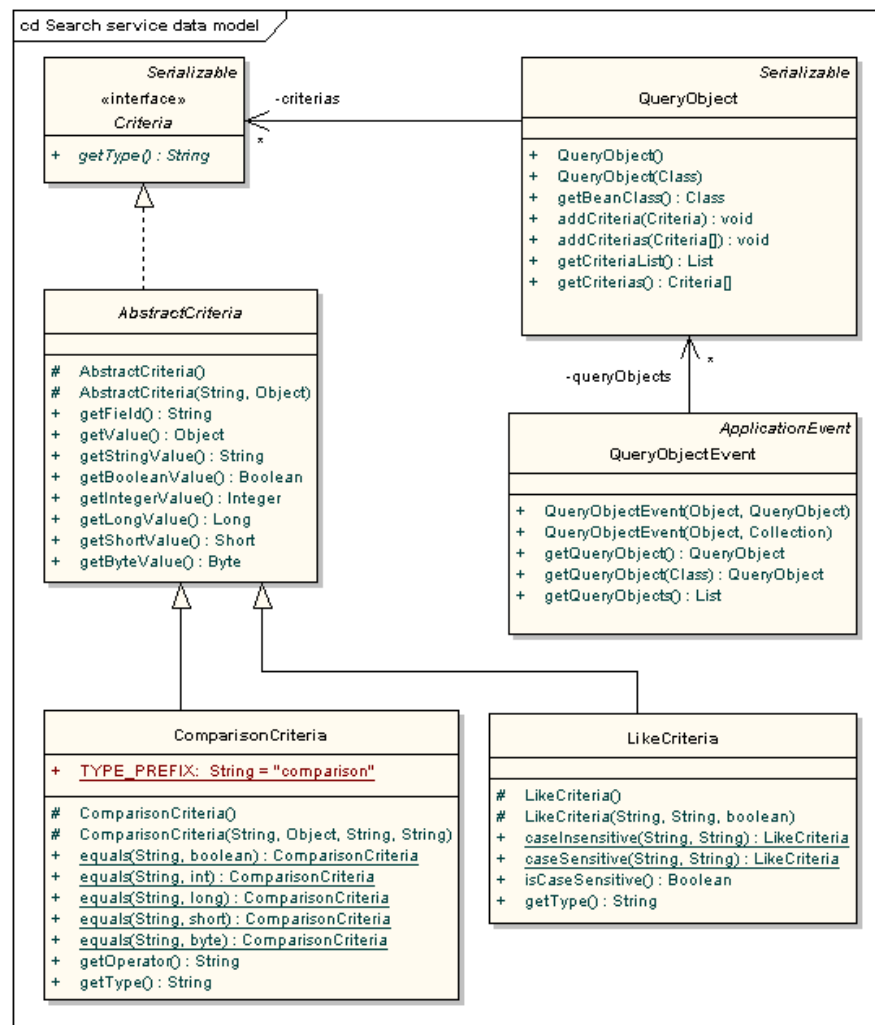 cd Search service data model
Serializable
«interface»
Criteria
+ getType() : String
-criterias
*
Serializable
QueryObject
+ QueryObject()
+ QueryObject(Class)
+ getBeanClass() : Class
+ addCriteria(Criteria) : void
+ addCriterias(Criteria[]) : void
+ getCriteriaList() : List
+ getCriterias() : Criteria[]
AbstractCriteria
# AbstractCriteria()
# AbstractCriteria(String, Object)
+ getField() : String
+ getValue() : Object
+ getStringValue() : String
+ getBooleanValue() : Boolean
+ getIntegerValue() : Integer
+ getLongValue() : Long
+ getShortValue() : Short
+ getByteValue() : Byte
-queryObjects
*
ApplicationEvent
QueryObjectEvent
+ QueryObjectEvent(Object, QueryObject)
+ QueryObjectEvent(Object, Collection)
+ getQueryObject() : QueryObject
+ getQueryObject(Class) : QueryObject
+ getQueryObjects() : List
ComparisonCriteria
+ TYPE_PREFIX: String = "comparison"
# ComparisonCriteria()
# ComparisonCriteria(String, Object, String, String)
+ equals(String, boolean) : ComparisonCriteria
+ equals(String, int) : ComparisonCriteria
+ equals(String, long) : ComparisonCriteria
+ equals(String, short) : ComparisonCriteria
+ equals(String, byte) : ComparisonCriteria
+ getOperator() : String
+ getType() : String
LikeCriteria
# LikeCriteria()
# LikeCriteria(String, String, boolean)
+ caseInsensitive(String, String) : LikeCriteria
+ caseSensitive(String, String) : LikeCriteria
+ isCaseSensitive() : Boolean
+ getType() : String